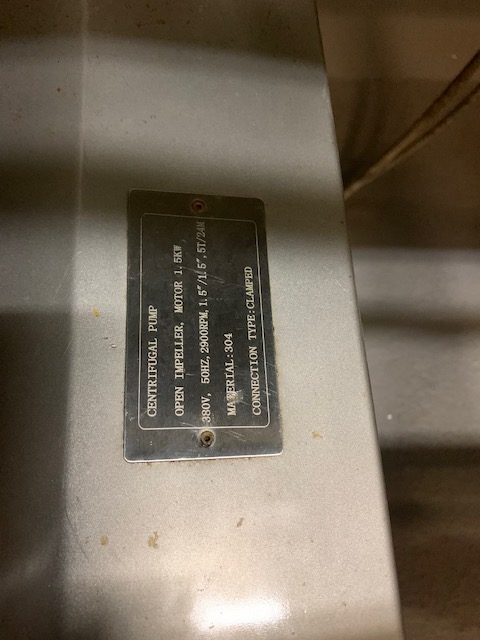 CENTRIFUGAL PUMP
OPEN IMPELLER, MOTOR 1.5KW
380V, 50HZ, 2900RPM, 1.5"/1.5", 5T/24M
MATERIAL:304
CONNECTION TYPE:CLAMPED